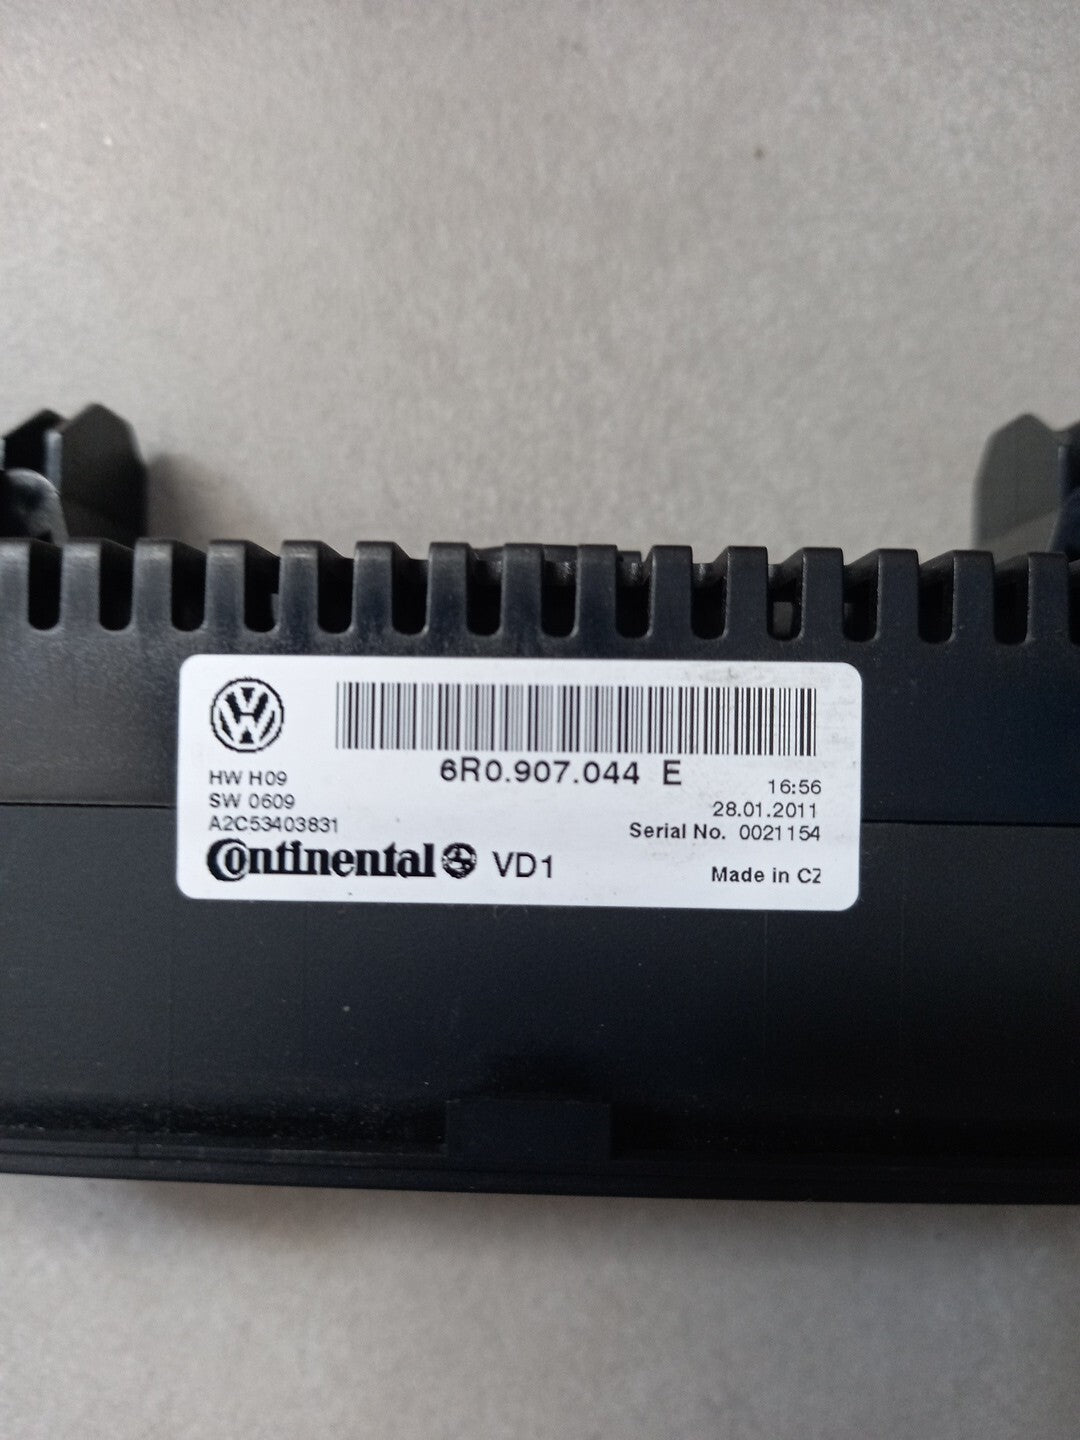 VW
6R0.907.044 E
HW H09
16:56
SW 0609
28.01.2011
A2C53403831
Serial No. 0021154
Continental VD1
Made in CZ